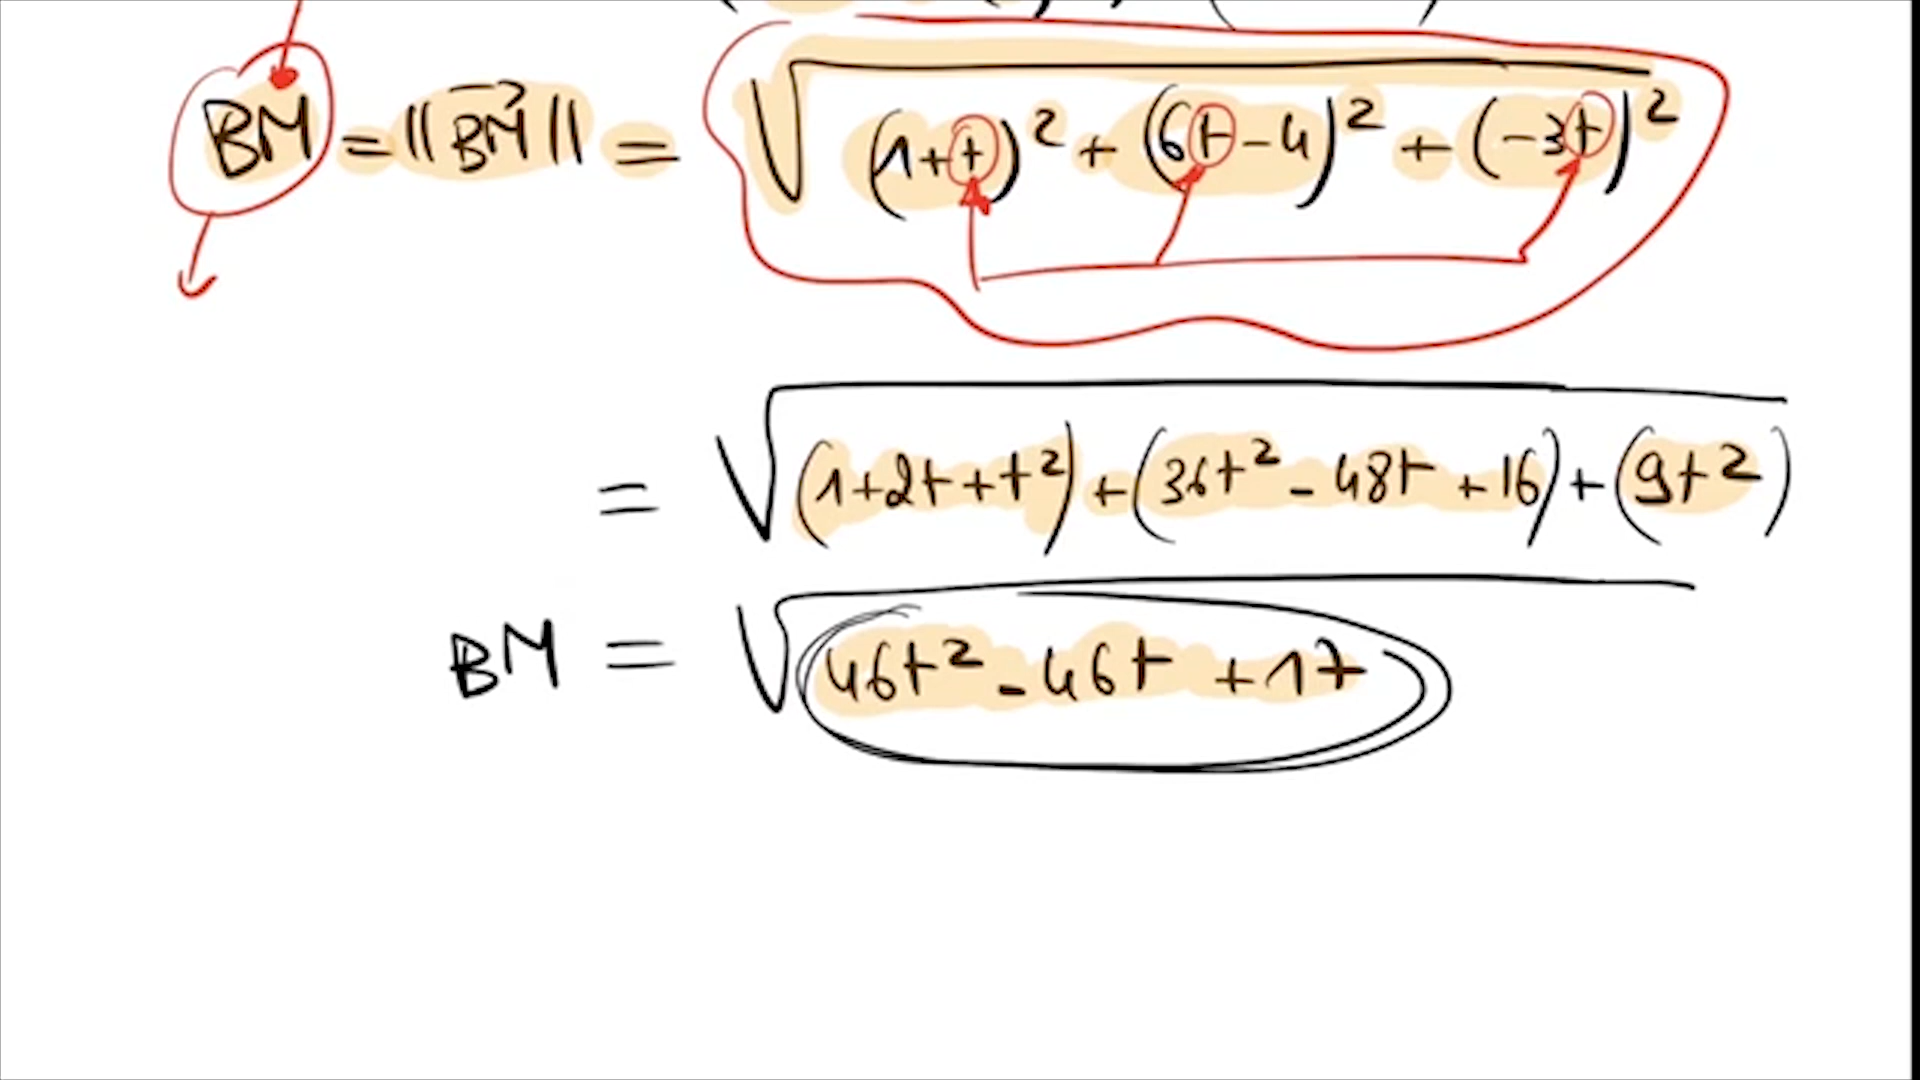 BM = ||BM⃗|| = √((1+t)² + (6t-4)² + (-3t)²)
= √((1+2t+t²) + (36t² - 48t + 16) + (9t²))
BM = √(46t² - 46t + 17)